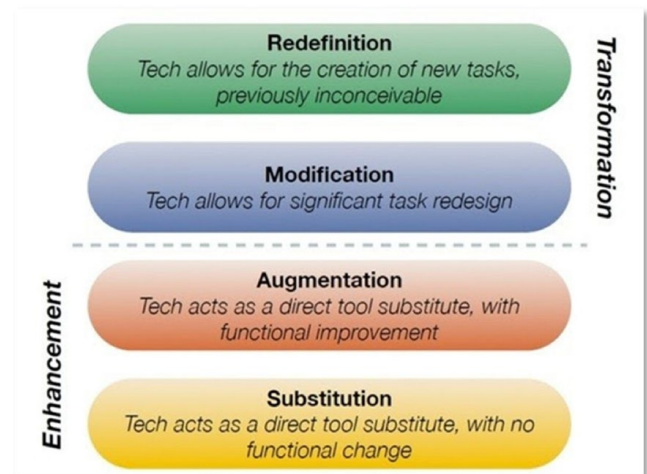 Redefinition
Tech allows for the creation of new tasks,
previously inconceivable
Modification
Tech allows for significant task redesign
Transformation
Augmentation
Tech acts as a direct tool substitute, with
functional improvement
Substitution
Tech acts as a direct tool substitute, with no
functional change
Enhancement